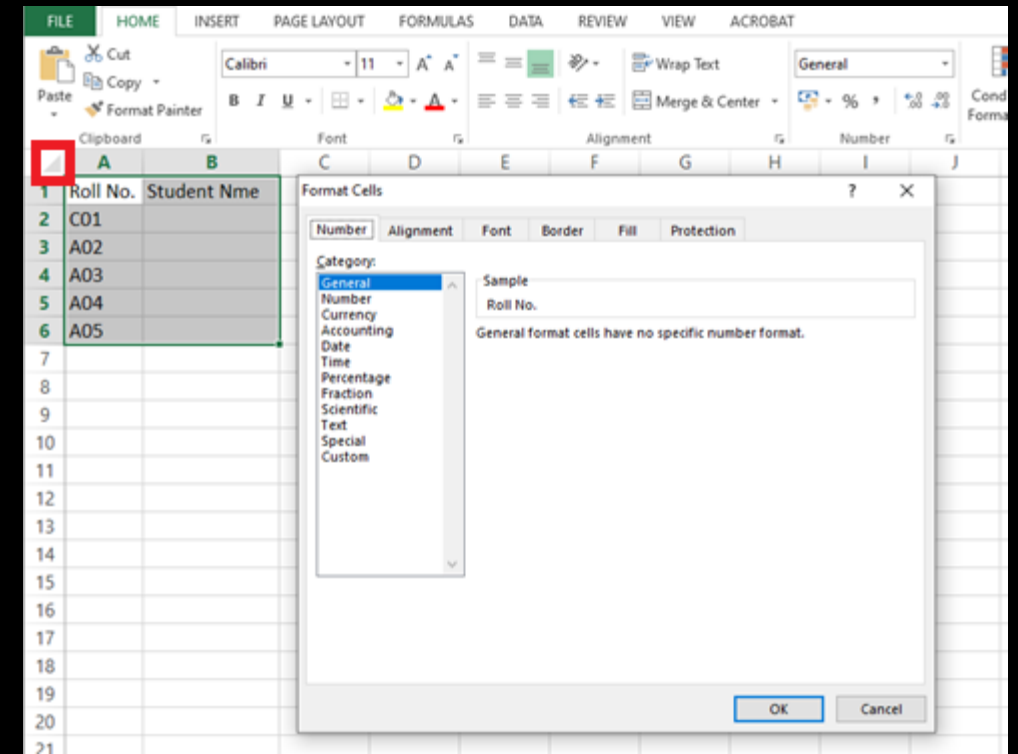 FILE HOME INSERT PAGE LAYOUT FORMULAS DATA REVIEW VIEW ACROBAT
Cut
Copy
Format Painter
Paste
Clipboard
Calibri 11 A A
B I U A
Font
Wrap Text
Merge & Center
Alignment
General
% ,
Number
Cond
Forma
A B C D E F G H I J
1 Roll No. Student Nme
2 C01
3 A02
4 A03
5 A04
6 A05
7
8
9
10
11
12
13
14
15
16
17
18
19
20
21
Format Cells ? ×
Number Alignment Font Border Fill Protection
Category:
General
Number
Currency
Accounting
Date
Time
Percentage
Fraction
Scientific
Text
Special
Custom
Sample
Roll No.
General format cells have no specific number format.
OK Cancel